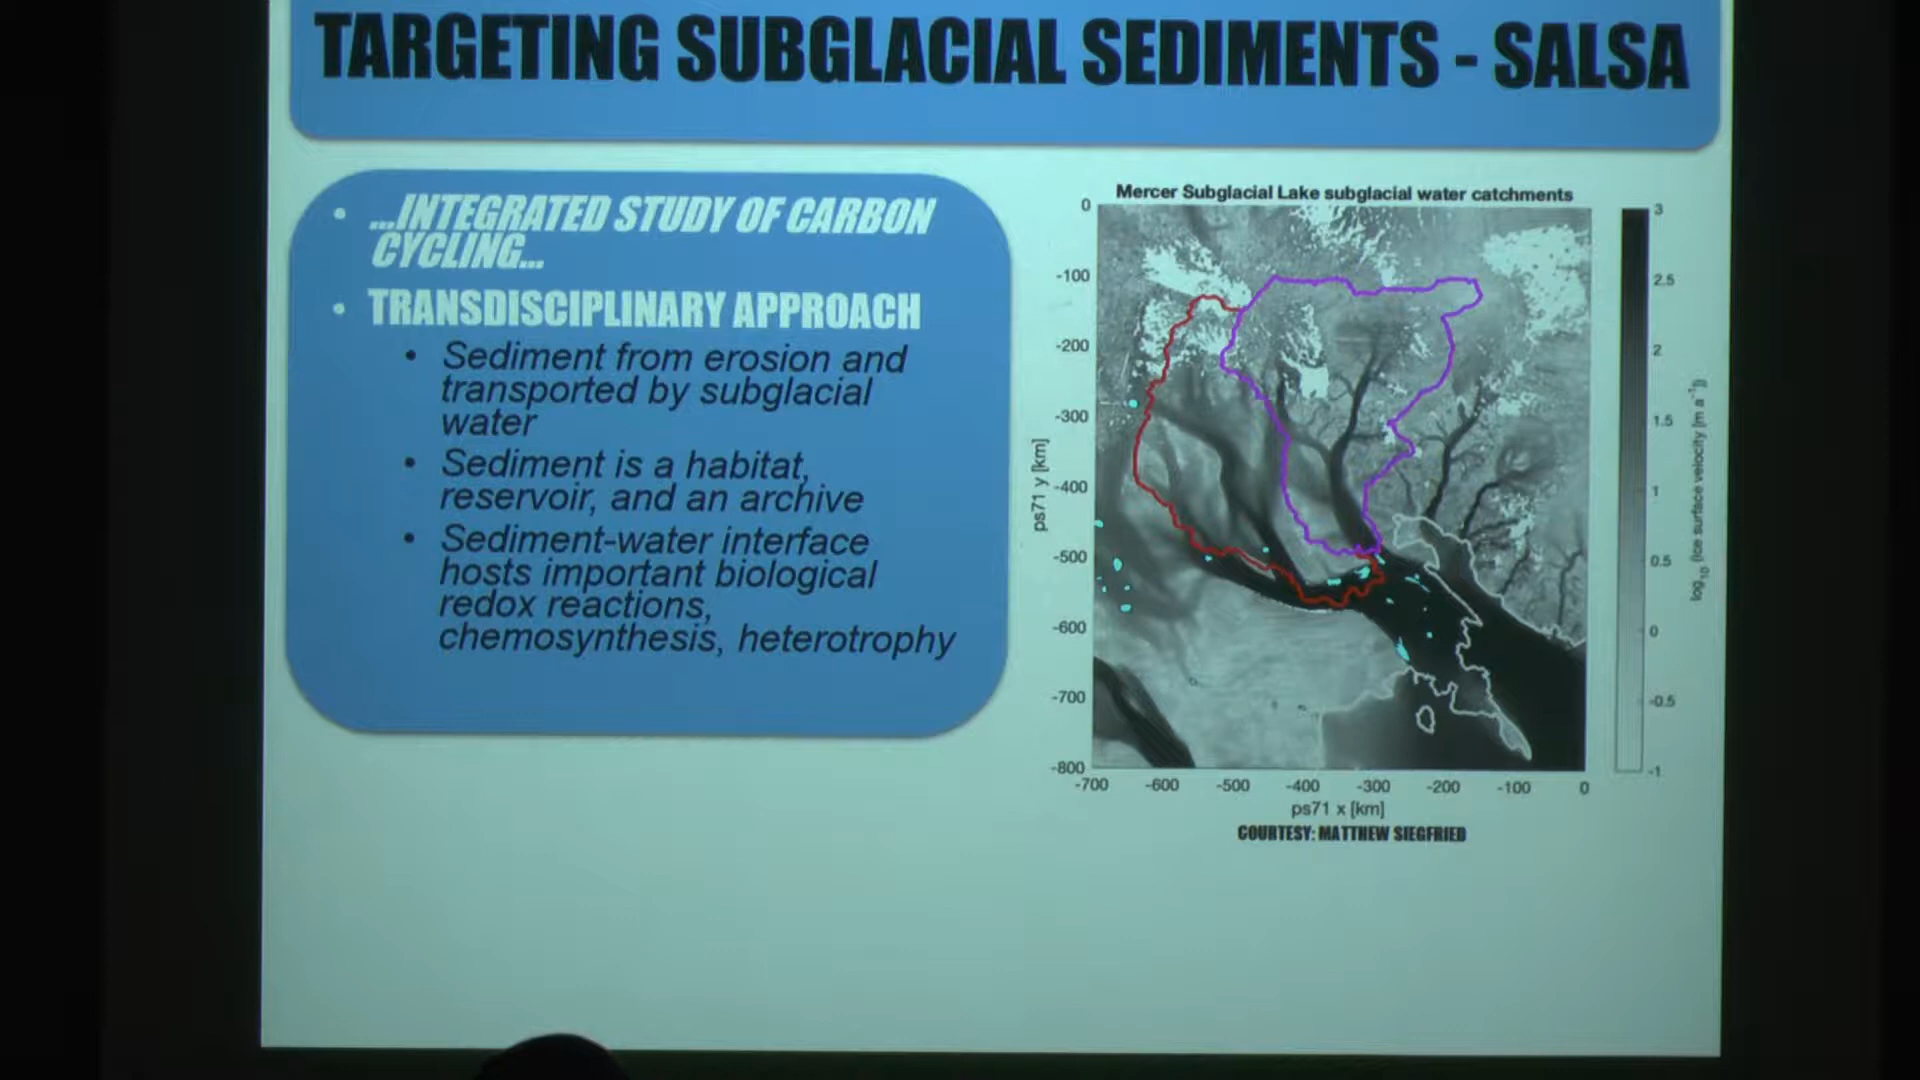 TARGETING SUBGLACIAL SEDIMENTS - SALSA
• ...INTEGRATED STUDY OF CARBON
CYCLING...
• TRANSDISCIPLINARY APPROACH
• Sediment from erosion and
transported by subglacial
water
• Sediment is a habitat,
reservoir, and an archive
• Sediment-water interface
hosts important biological
redox reactions,
chemosynthesis, heterotrophy
Mercer Subglacial Lake subglacial water catchments
0
-100
-200
-300
-400
-500
-600
-700
-800
ps71 y [km]
-700 -600 -500 -400 -300 -200 -100 0
ps71 x [km]
3
2.5
2
1.5
1
0.5
0
-0.5
-1
log10 (ice surface velocity [m a-1])
COURTESY: MATTHEW SIEGFRIED